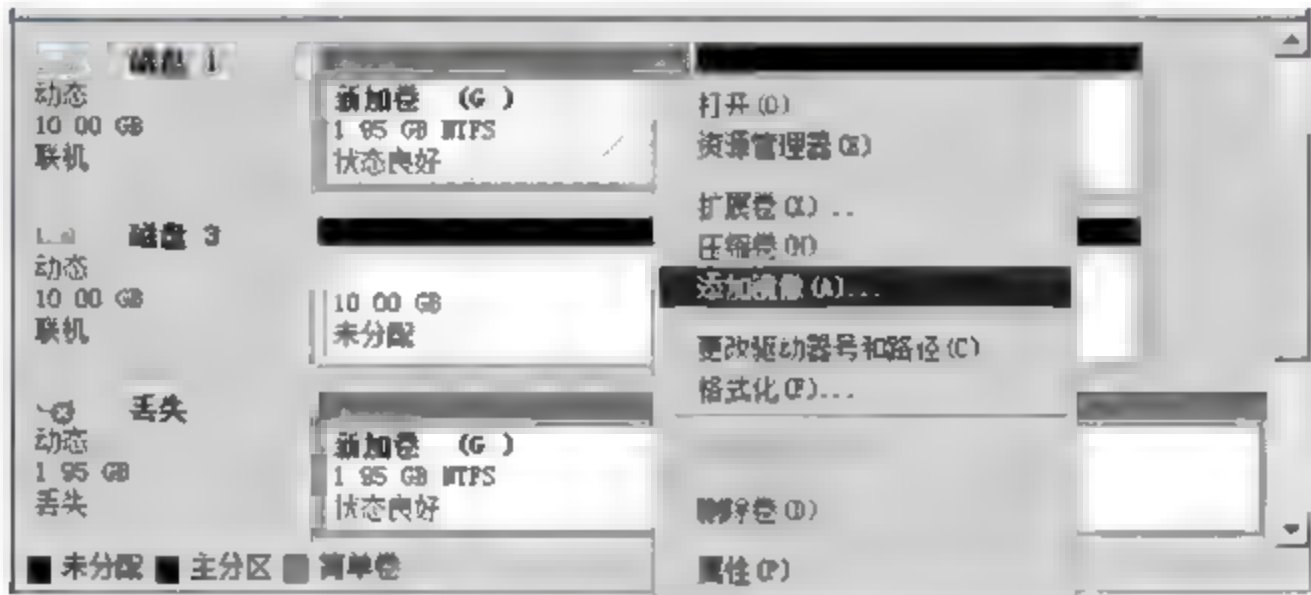 磁盘 1
动态
10 00 GB
联机
新加卷 (G )
1 95 GB NTFS
状态良好
磁盘 3
动态
10 00 GB
联机
10 00 GB
未分配
丢失
动态
1 95 GB
丢失
新加卷 (G )
1 95 GB NTFS
状态良好
打开(O)
资源管理器(E)
扩展卷(X) ..
压缩卷(H)
添加镜像(A)...
更改驱动器号和路径(C)
格式化(F)...
删除卷(D)
属性(P)
未分配 主分区 简单卷